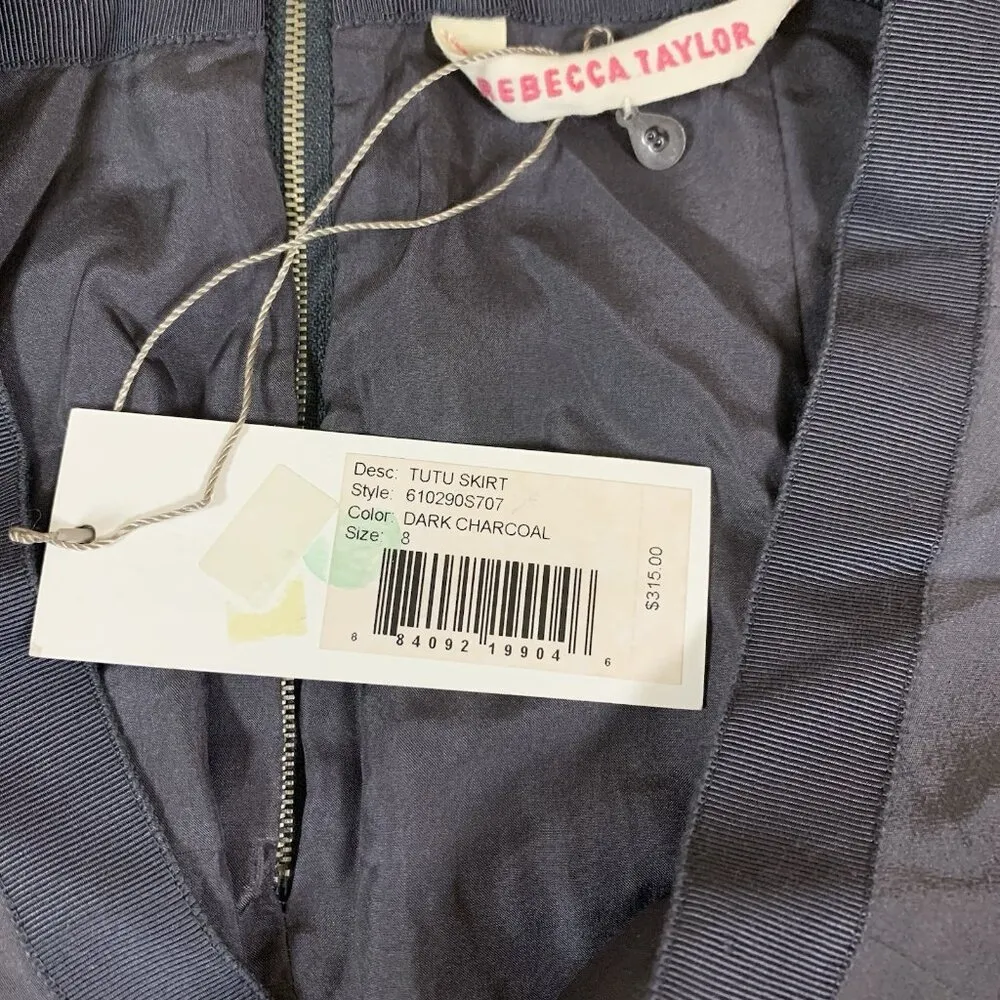 REBECCA TAYLOR
Desc: TUTU SKIRT
Style: 610290S707
Color: DARK CHARCOAL
Size: 8
$315.00
8 84092 19904 6